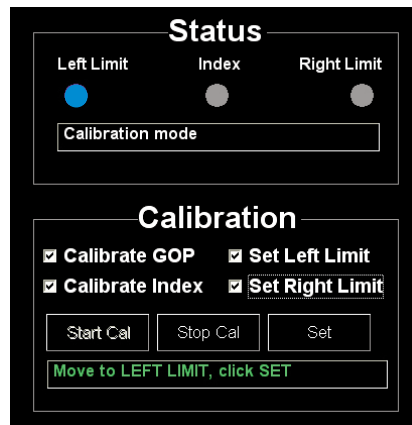 Status
Left Limit Index Right Limit
Calibration mode
Calibration
Calibrate GOP Set Left Limit
Calibrate Index Set Right Limit
Start Cal Stop Cal Set
Move to LEFT LIMIT, click SET